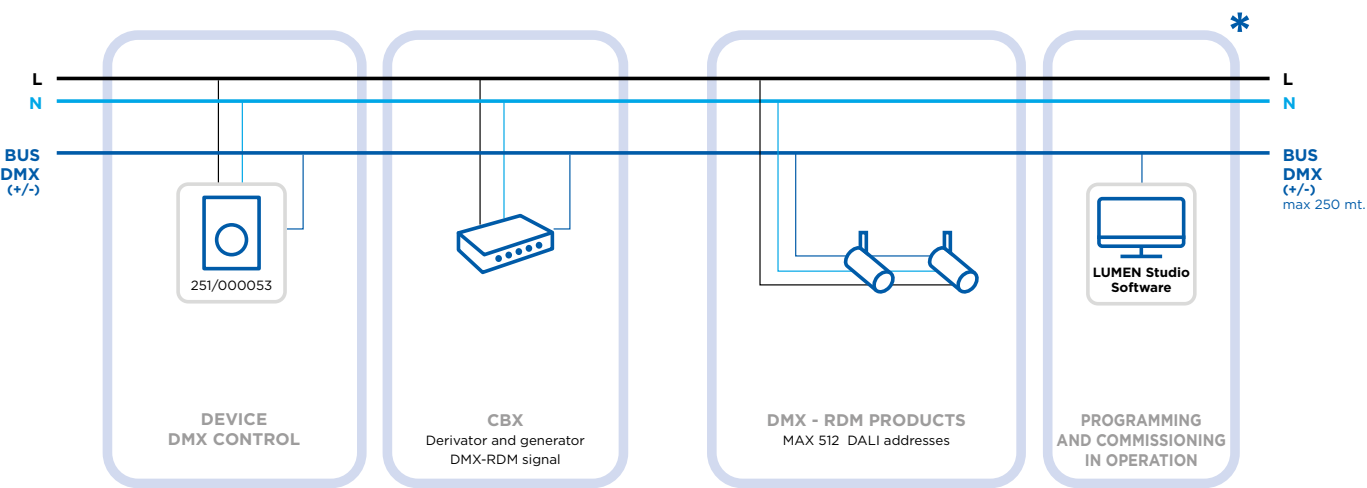 *
L
N
BUS
DMX
(+/-)
L
N
BUS
DMX
(+/-)
max 250 mt.
251/000053
LUMEN Studio
Software
DEVICE
DMX CONTROL
CBX
Derivator and generator
DMX-RDM signal
DMX - RDM PRODUCTS
MAX 512 DALI addresses
PROGRAMMING
AND COMMISSIONING
IN OPERATION